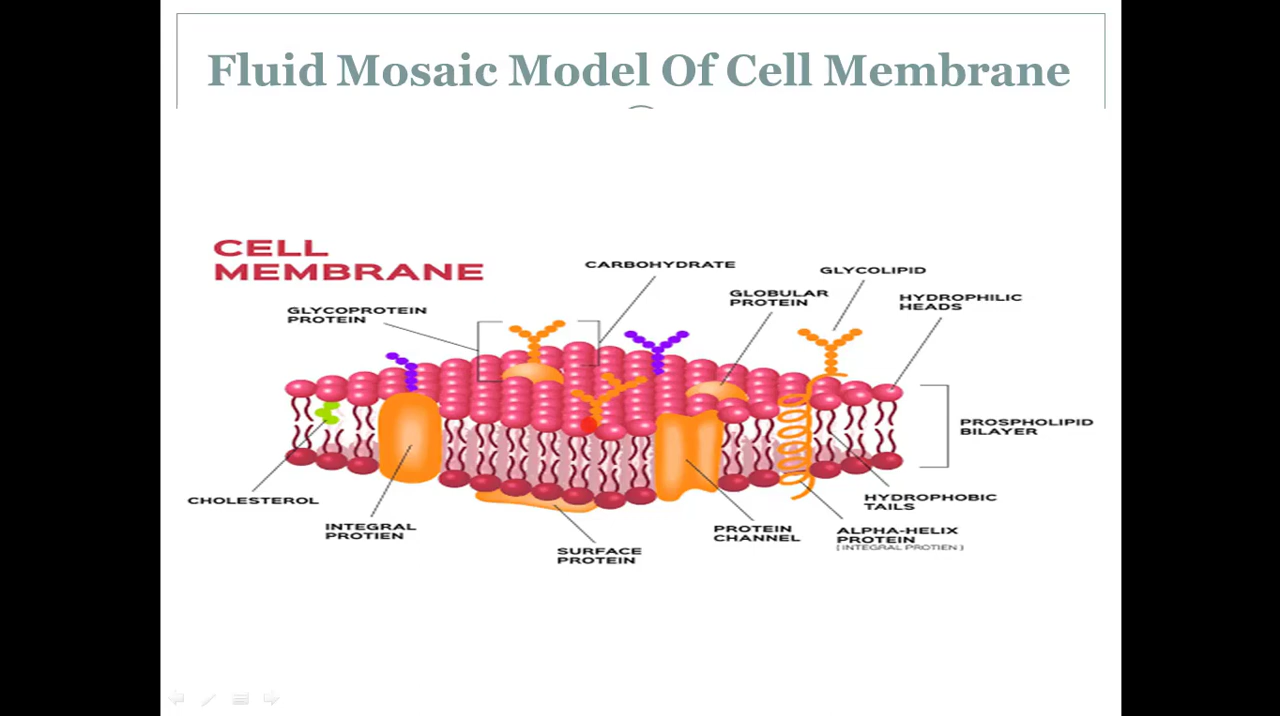 Fluid Mosaic Model Of Cell Membrane
CELL
MEMBRANE
CARBOHYDRATE
GLYCOLIPID
GLOBULAR
PROTEIN
HYDROPHILIC
HEADS
GLYCOPROTEIN
PROTEIN
PHOSPHOLIPID
BILAYER
CHOLESTEROL
HYDROPHOBIC
TAILS
INTEGRAL
PROTIEN
PROTEIN
CHANNEL
ALPHA-HELIX
PROTEIN
( INTEGRAL PROTIEN )
SURFACE
PROTEIN